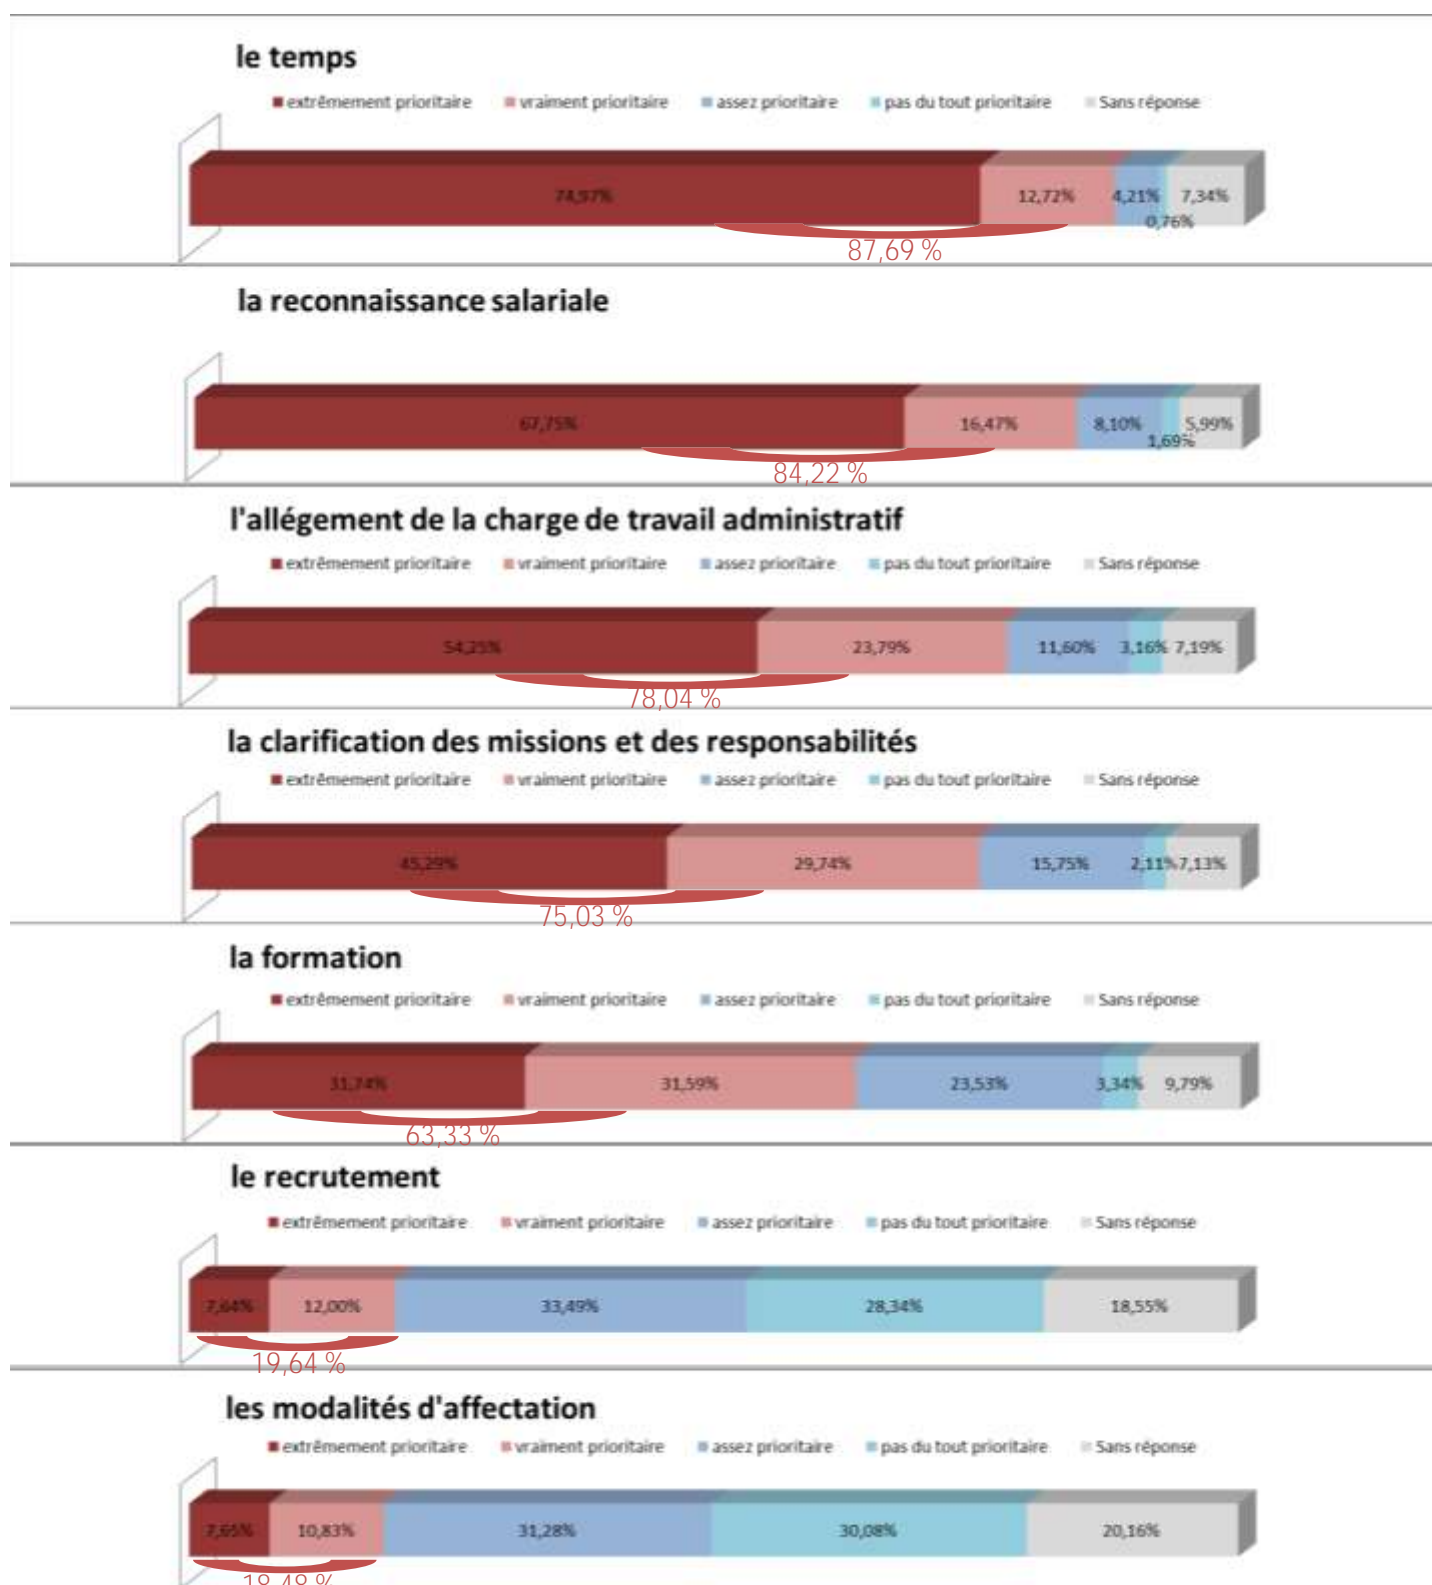 le temps
extrêmement prioritaire vraiment prioritaire assez prioritaire pas du tout prioritaire Sans réponse
74,97% 12,72% 4,21% 7,34%
0,76%
87,69 %
la reconnaissance salariale
67,75% 16,47% 8,10% 5,99%
1,69%
84,22 %
l'allégement de la charge de travail administratif
extrêmement prioritaire vraiment prioritaire assez prioritaire pas du tout prioritaire Sans réponse
54,25% 23,79% 11,60% 3,16% 7,19%
78,04 %
la clarification des missions et des responsabilités
extrêmement prioritaire vraiment prioritaire assez prioritaire pas du tout prioritaire Sans réponse
45,29% 29,74% 15,75% 2,11% 7,13%
75,03 %
la formation
extrêmement prioritaire vraiment prioritaire assez prioritaire pas du tout prioritaire Sans réponse
31,74% 31,59% 23,53% 3,34% 9,79%
63,33 %
le recrutement
extrêmement prioritaire vraiment prioritaire assez prioritaire pas du tout prioritaire Sans réponse
7,64% 12,00% 33,49% 28,34% 18,55%
19,64 %
les modalités d'affectation
extrêmement prioritaire vraiment prioritaire assez prioritaire pas du tout prioritaire Sans réponse
7,65% 10,83% 31,28% 30,08% 20,16%
18,48 %